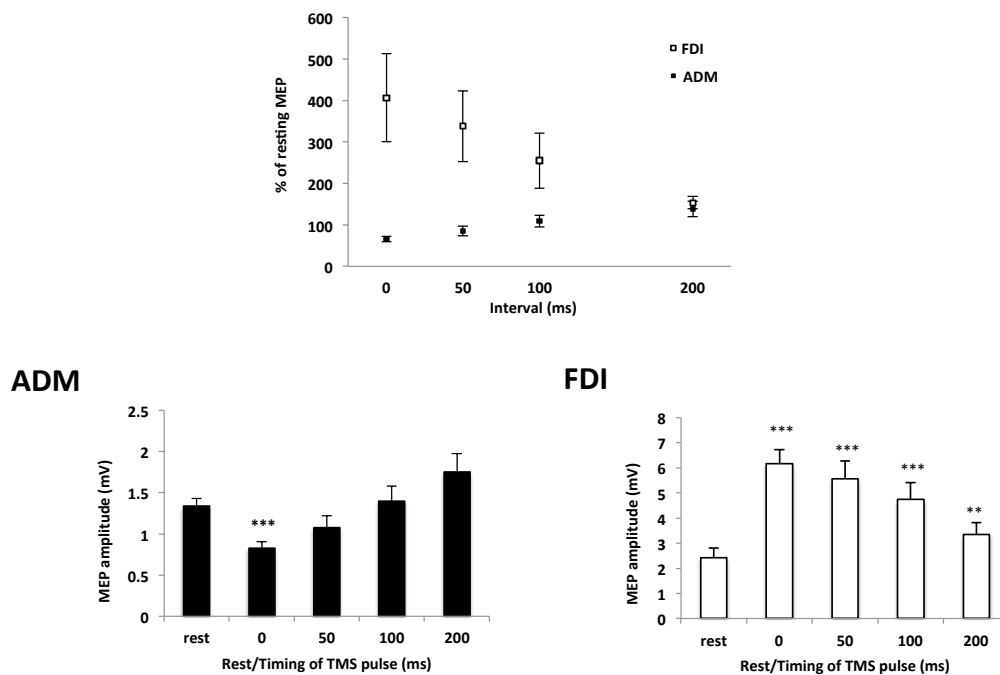 600
500
400
300
200
100
0
% of resting MEP
FDI
ADM
0 50 100 200
Interval (ms)
ADM
2.5
2
1.5
1
0.5
0
MEP amplitude (mV)
***
rest 0 50 100 200
Rest/Timing of TMS pulse (ms)
FDI
8
7
6
5
4
3
2
1
0
MEP amplitude (mV)
***
***
***
**
rest 0 50 100 200
Rest/Timing of TMS pulse (ms)